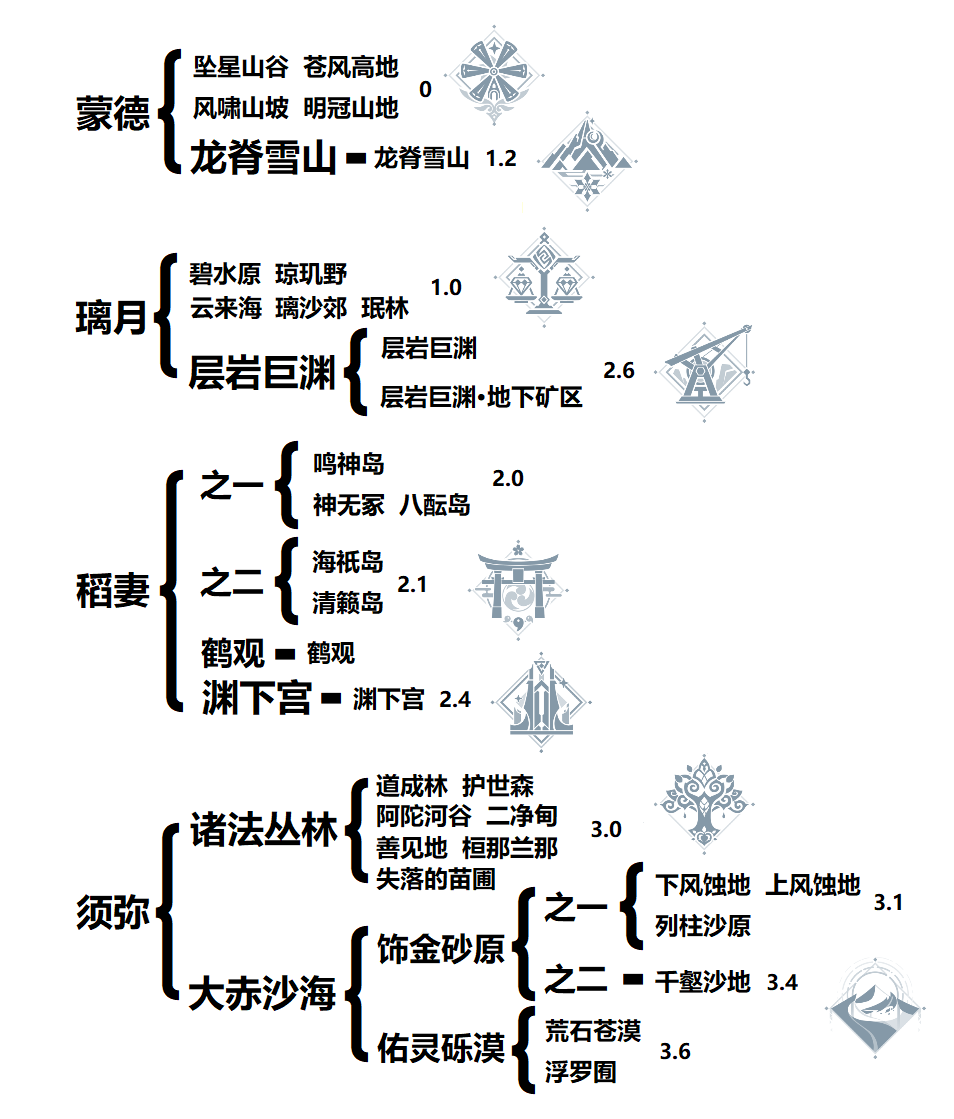 蒙德
坠星山谷 苍风高地
风啸山坡 明冠山地
0
龙脊雪山
龙脊雪山 1.2
璃月
碧水原 琼玑野
云来海 璃沙郊 珉林
1.0
层岩巨渊
层岩巨渊
层岩巨渊·地下矿区
2.6
稻妻
之一
鸣神岛
神无冢 八酝岛
2.0
之二
海祇岛
清籁岛
2.1
鹤观
鹤观
渊下宫
渊下宫 2.4
须弥
诸法丛林
道成林 护世森
阿陀河谷 二净甸
善见地 桓那兰那
失落的苗圃
3.0
大赤沙海
饰金砂原
之一
下风蚀地 上风蚀地
列柱沙原
3.1
之二
千壑沙地 3.4
佑灵砾漠
荒石苍漠
浮罗囿
3.6